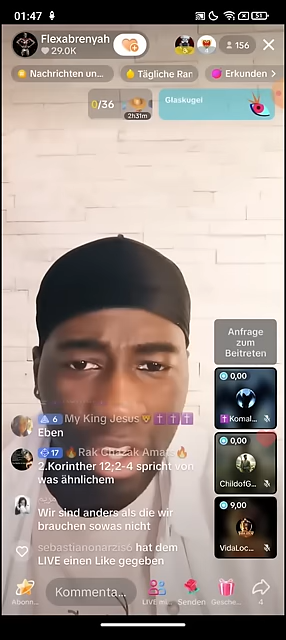 01:47
51
Flexabrenyah
29.0K
156
Nachrichten un...
Tägliche Ran
Erkunden
0/36
2h31m
Glaskugel
Anfrage
zum
Beitreten
0,00
Komal...
0,00
ChildofG...
9,00
VidaLoc...
6 My King Jesus
Eben
17 Rak Chazak Amats
2.Korinther 12;2-4 spricht von
was ähnlichem
Wir sind anders als die wir
brauchen sowas nicht
sebastianonarzis6 hat dem
LIVE einen Like gegeben
Abonn...
Kommenta...
LIVE mi...
Senden
Gesche...
4